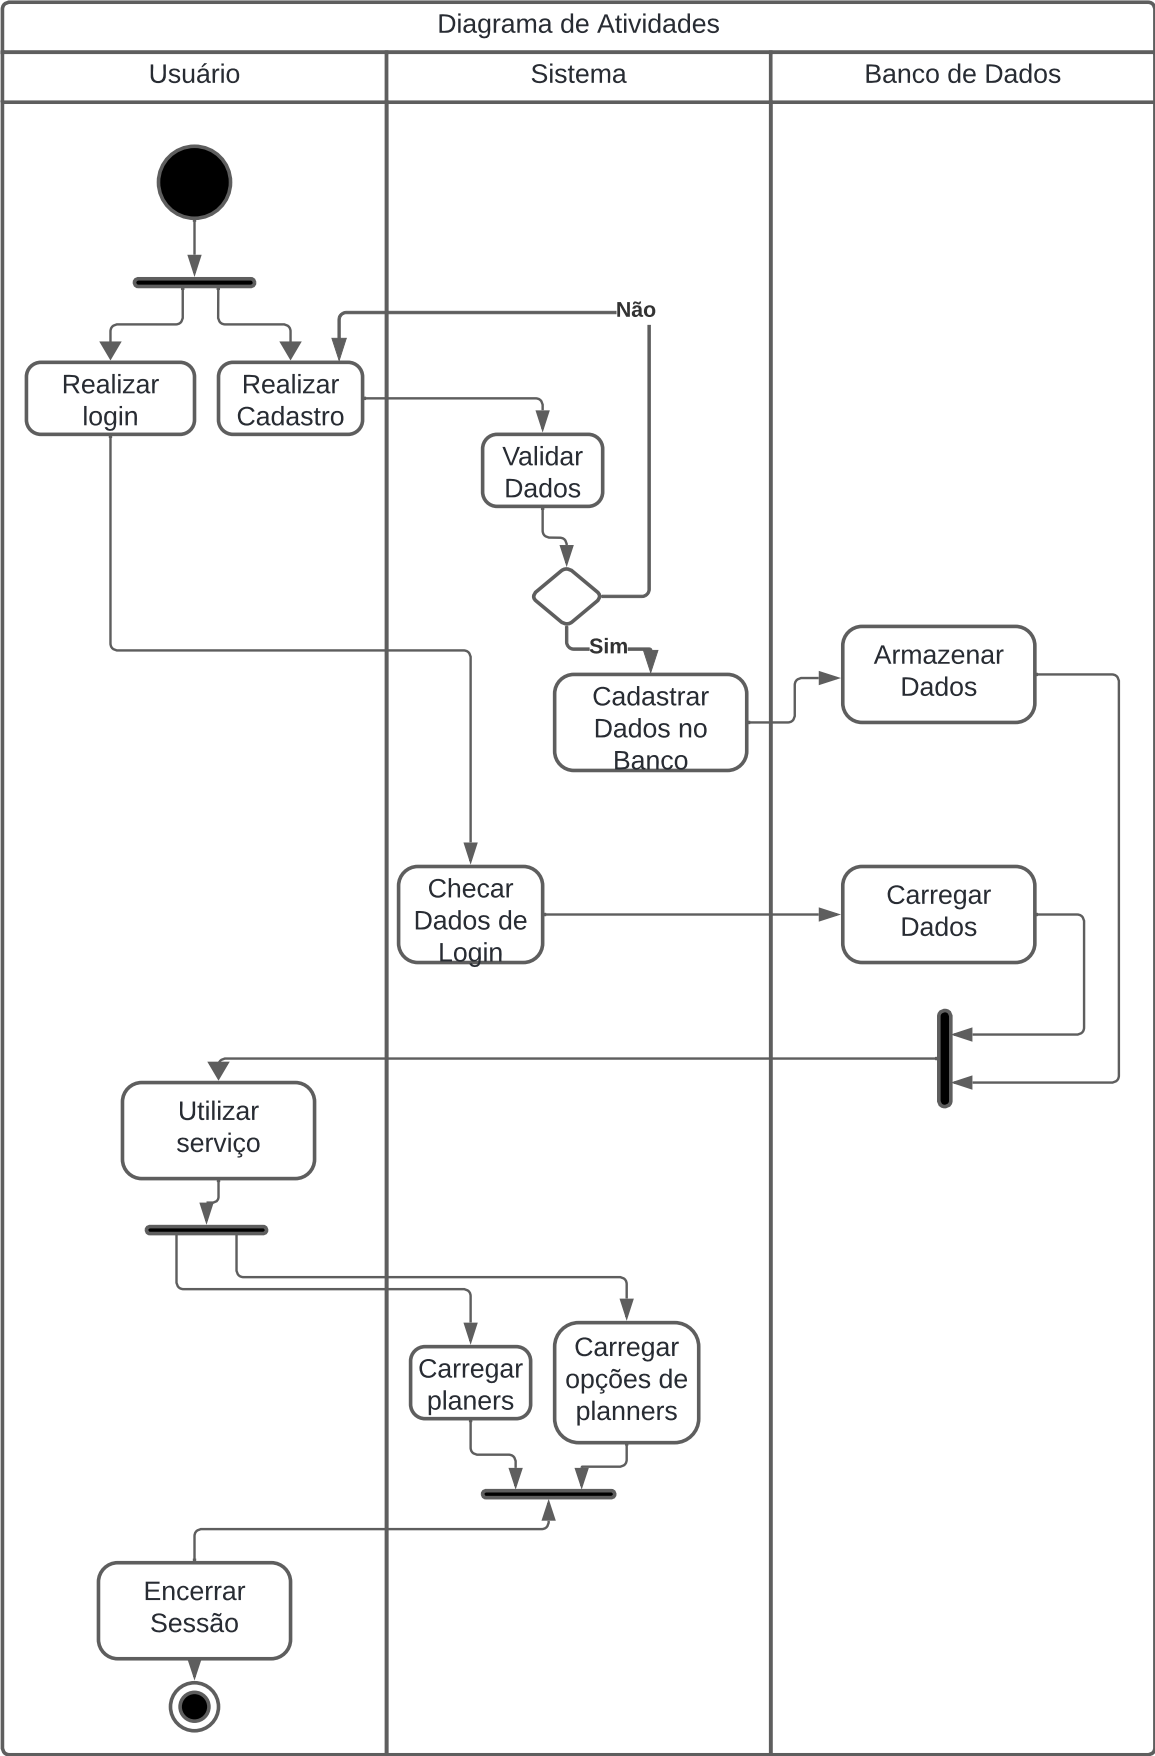 Diagrama de Atividades
Usuário
Sistema
Banco de Dados
Não
Realizar
login
Realizar
Cadastro
Validar
Dados
Sim
Armazenar
Dados
Cadastrar
Dados no
Banco
Checar
Dados de
Login
Carregar
Dados
Utilizar
serviço
Carregar
planers
Carregar
opções de
planners
Encerrar
Sessão